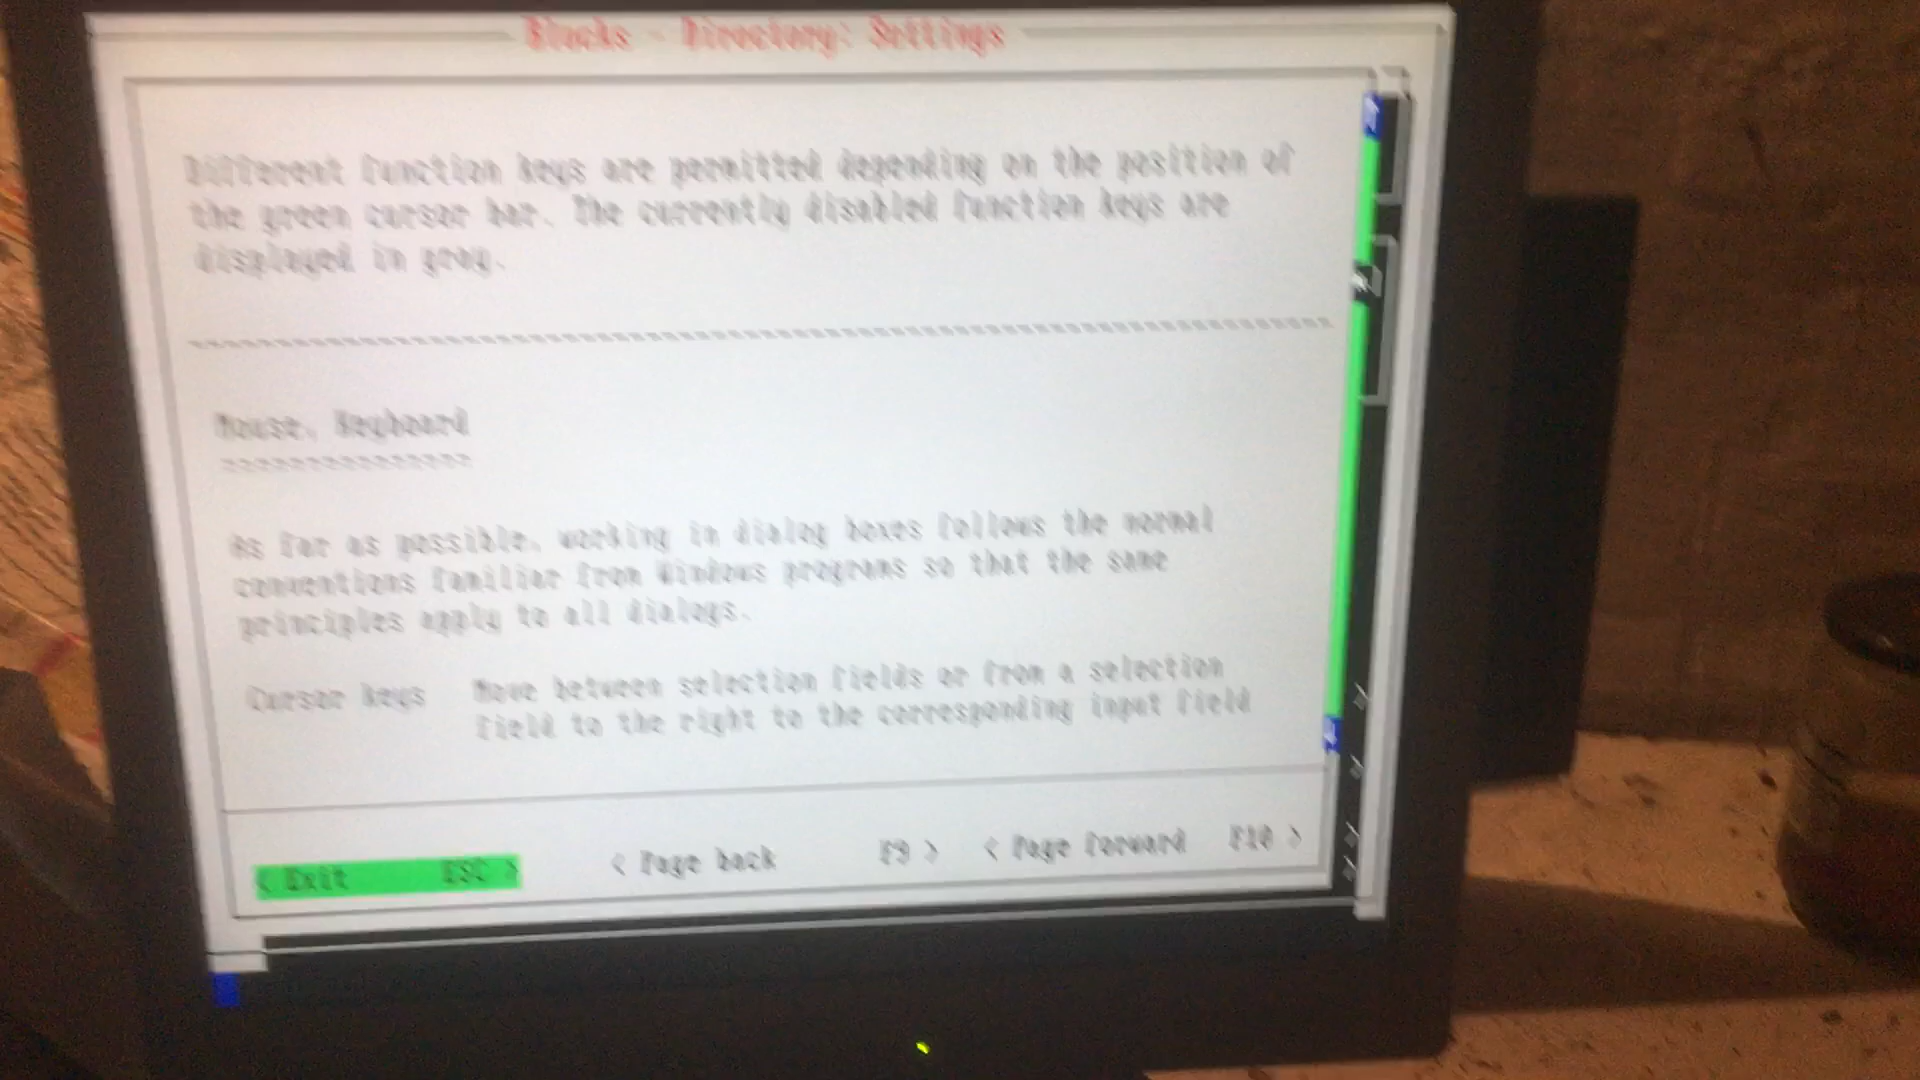 Blocks - Directory: Settings
Different function keys are permitted depending on the position of
the green cursor bar. The currently disabled function keys are
displayed in gray.
Mouse, Keyboard
As far as possible, working in dialog boxes follows the normal
conventions familiar from Windows programs so that the same
principles apply to all dialogs.
Cursor keys Move between selection fields or from a selection
field to the right to the corresponding input field
< Exit ESC > < Page back F9 > < Page forward F10 >